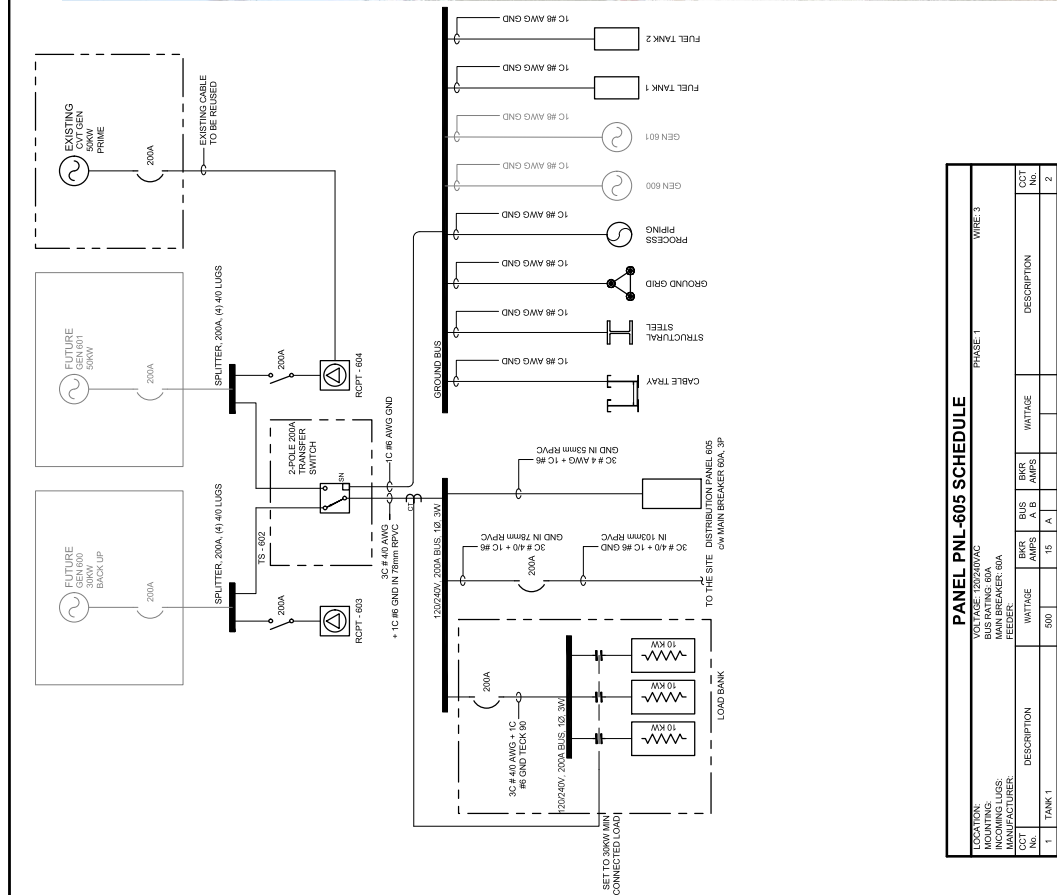 FUTURE
GEN 600
30KW
BACK UP
200A
SPLITTER, 200A, (4) 4/0 LUGS
200A
RCPT - 603
FUTURE
GEN 601
50KW
200A
SPLITTER, 200A, (4) 4/0 LUGS
200A
RCPT - 604
EXISTING
CVT GEN
50KW
PRIME
200A
EXISTING CABLE
TO BE REUSED
TS - 602
2-POLE 200A
TRANSFER
SWITCH
SN
3C # 4/0 AWG
+ 1C #6 GND IN 78mm RPVC
1C #6 AWG GND
CT
120/240V, 200A BUS, 1Ø, 3W
200A
3C # 4/0 AWG + 1C
#6 GND TECK 90
120/240V, 200A BUS, 1Ø, 3W
10 KW
10 KW
10 KW
LOAD BANK
SET TO 30KW MIN
CONNECTED LOAD
3C # 4/0 + 1C #6
GND IN 78mm RPVC
200A
3C # 4/0 + 1C #6 GND
IN 103mm RPVC
TO THE SITE
3C # 4 AWG + 1C #6
GND IN 53mm RPVC
DISTRIBUTION PANEL 605
c/w MAIN BREAKER 60A, 3P
GROUND BUS
1C #8 AWG GND
CABLE TRAY
1C #8 AWG GND
STRUCTURAL
STEEL
1C #8 AWG GND
GROUND GRID
1C #8 AWG GND
PROCESS
PIPING
1C #8 AWG GND
GEN 600
1C #8 AWG GND
GEN 601
1C #8 AWG GND
FUEL TANK 1
1C #8 AWG GND
FUEL TANK 2
PANEL PNL-605 SCHEDULE
LOCATION: VOLTAGE: 120/240VAC PHASE: 1 WIRE: 3
MOUNTING: BUS RATING: 60A
INCOMING LUGS: MAIN BREAKER: 60A
MANUFACTURER: FEEDER:
CCT No. DESCRIPTION WATTAGE BKR AMPS BUS A B BKR AMPS WATTAGE DESCRIPTION CCT No.
1 TANK 1 500 15 A 2